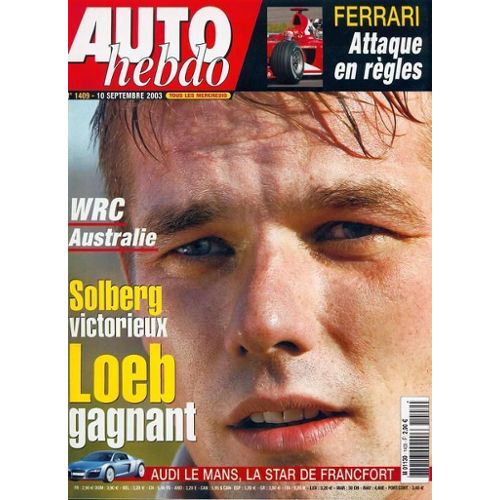 AUTO
hebdo
N° 1409 - 10 SEPTEMBRE 2003 TOUS LES MERCREDIS
FERRARI
Attaque
en règles
WRC
Australie
Solberg
victorieux
Loeb
gagnant
AUDI LE MANS, LA STAR DE FRANCFORT